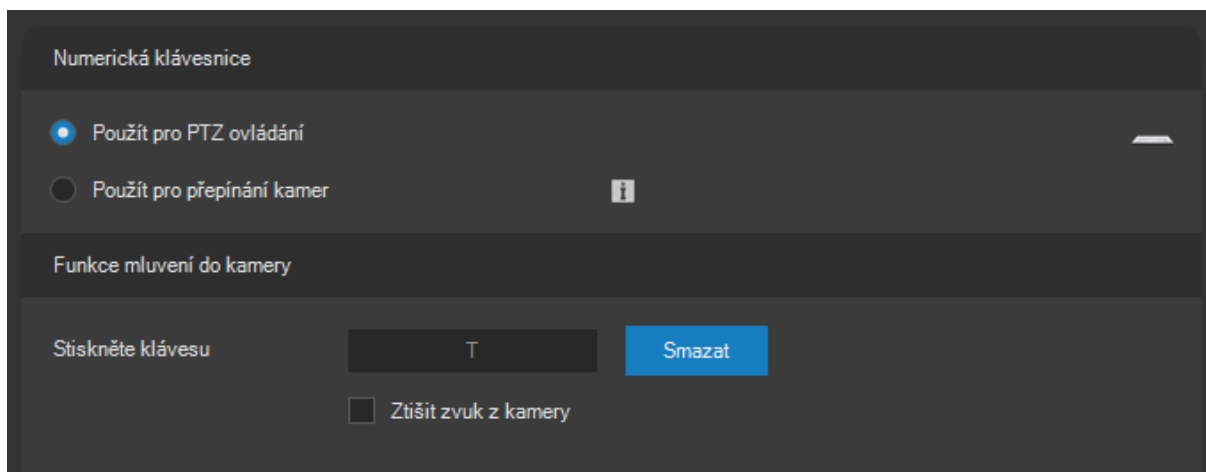 Numerická klávesnice
Použít pro PTZ ovládání
Použít pro přepínání kamer
Funkce mluvení do kamery
Stiskněte klávesu T Smazat
Ztišit zvuk z kamery